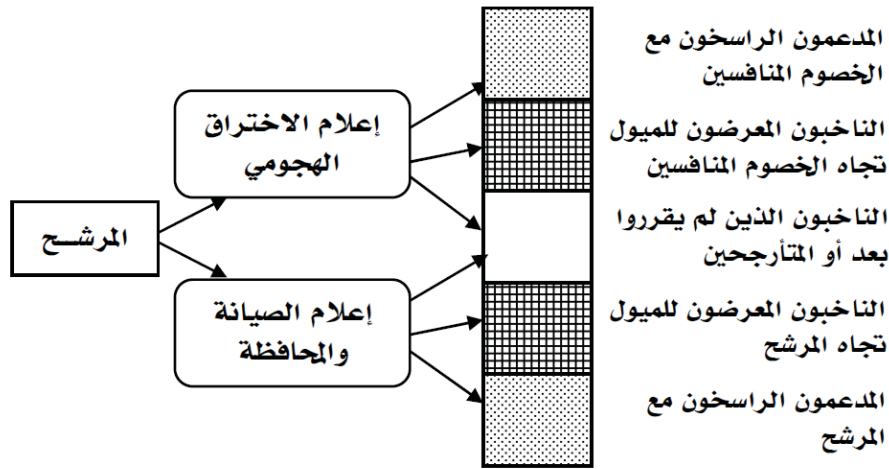 المدعمون الراسخون مع
الخصوم المنافسين
إعلام الاختراق
الهجومي
الناخبون المعرضون للميول
تجاه الخصوم المنافسين
المرشــح
الناخبون الذين لم يقرروا
بعد أو المتأرجحين
إعلام الصيانة
والمحافظة
الناخبون المعرضون للميول
تجاه المرشح
المدعمون الراسخون مع
المرشح